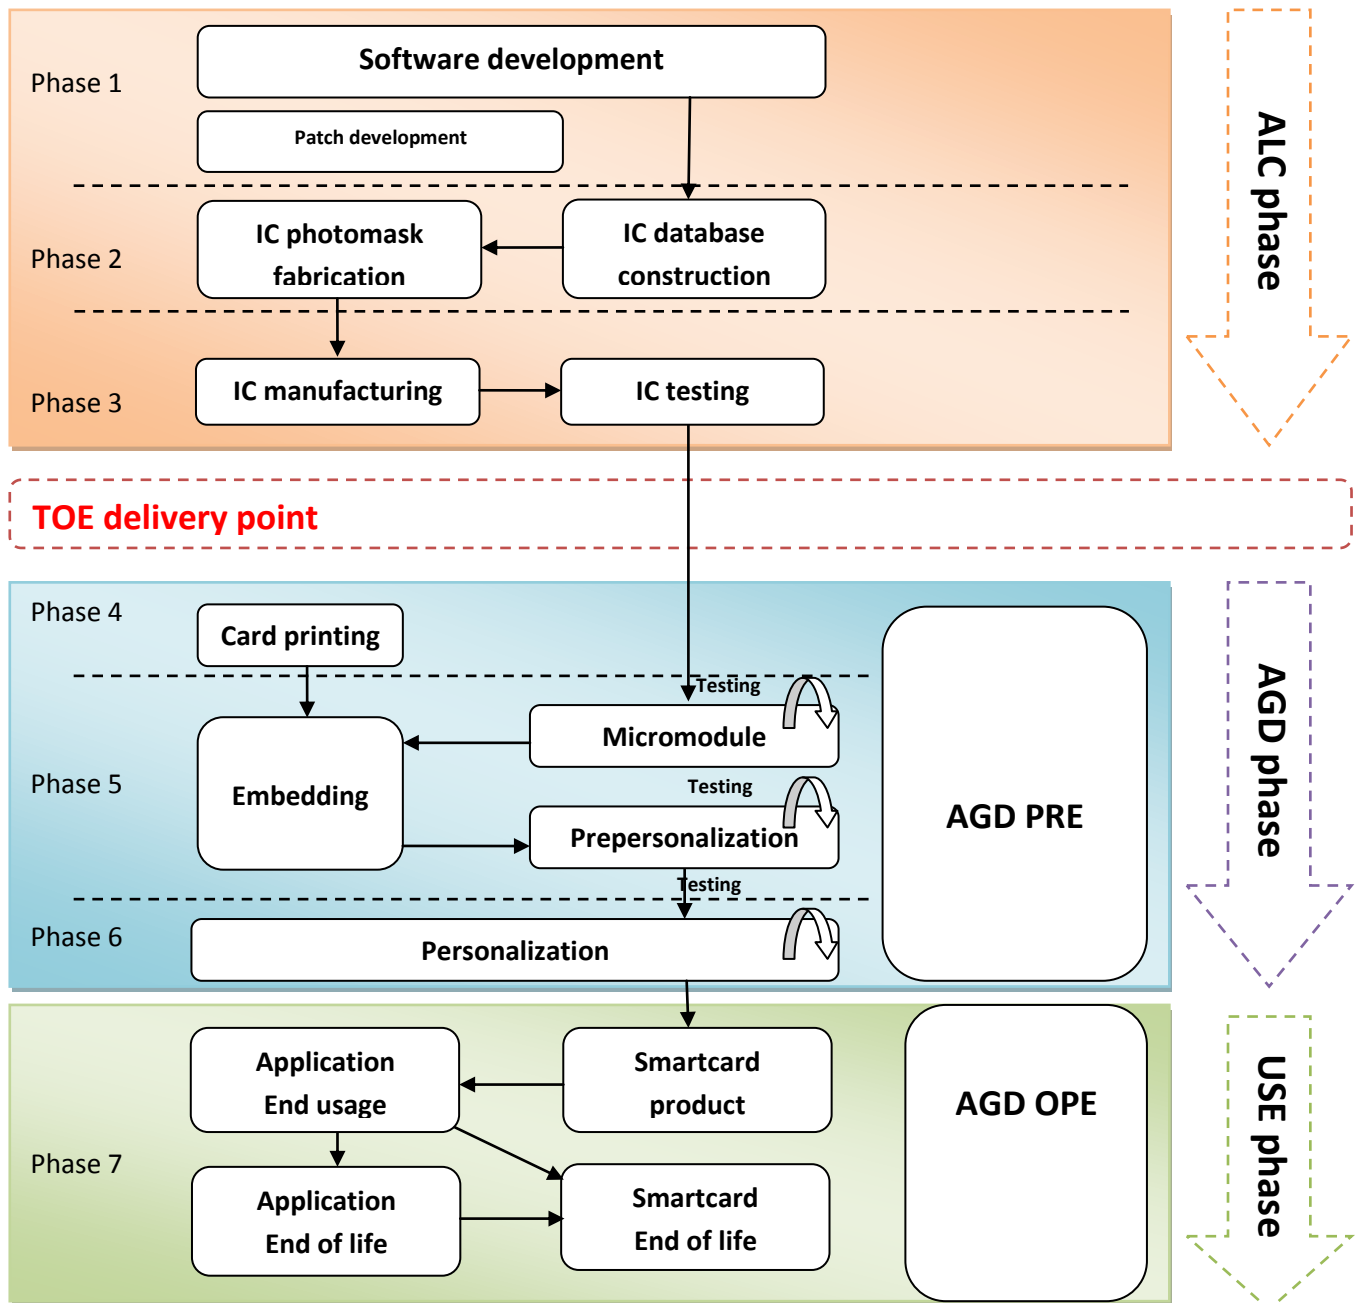 Software development
Phase 1
Patch development
ALC phase
IC photomask
fabrication
IC database
construction
Phase 2
IC manufacturing
IC testing
Phase 3
TOE delivery point
Phase 4
Card printing
Testing
Micromodule
AGD phase
Phase 5
Embedding
Testing
Prepersonalization
AGD PRE
Testing
Phase 6
Personalization
Application
End usage
Smartcard
product
AGD OPE
USE phase
Phase 7
Application
End of life
Smartcard
End of life